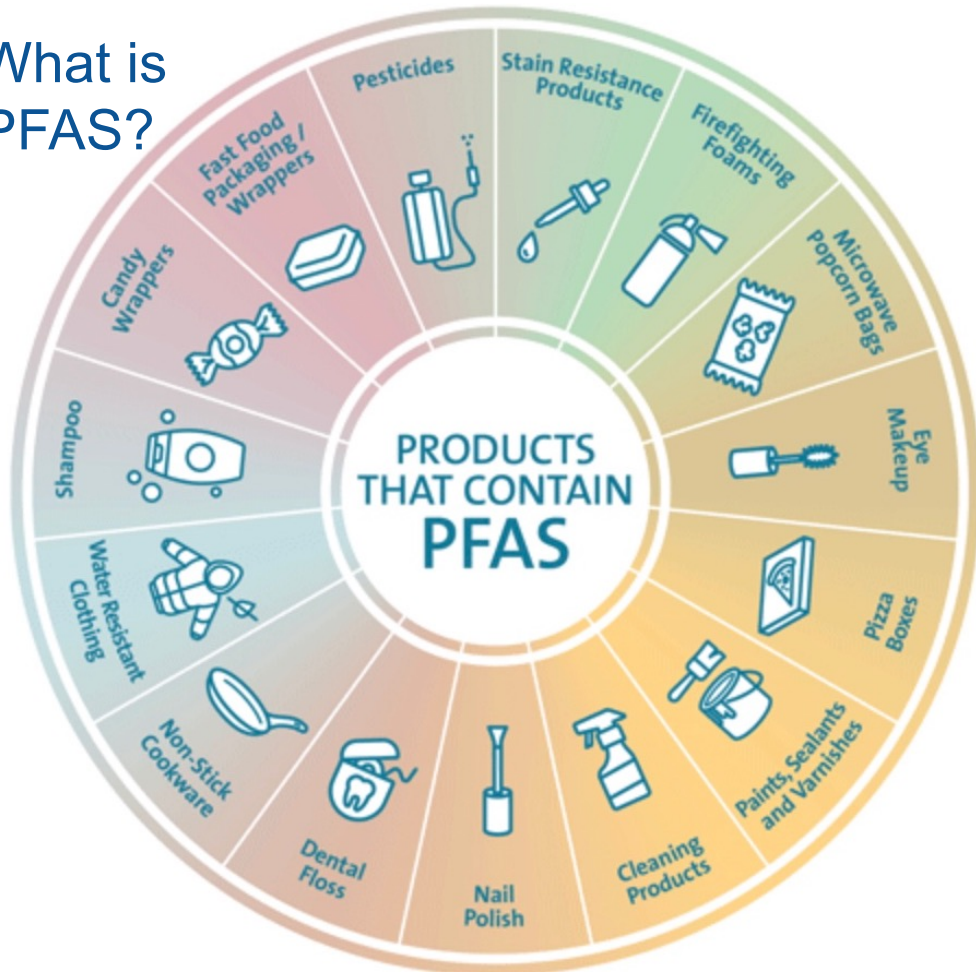 What is
PFAS?
Pesticides
Stain Resistance
Products
Firefighting
Foams
Microwave
Popcorn Bags
Eye
Makeup
Pizza
Boxes
Paints, Sealants
and Varnishes
Cleaning
Products
Nail
Polish
Dental
Floss
Non-Stick
Cookware
Water Resistant
Clothing
Shampoo
Candy
Wrappers
Fast Food
Packaging /
Wrappers
PRODUCTS
THAT CONTAIN
PFAS